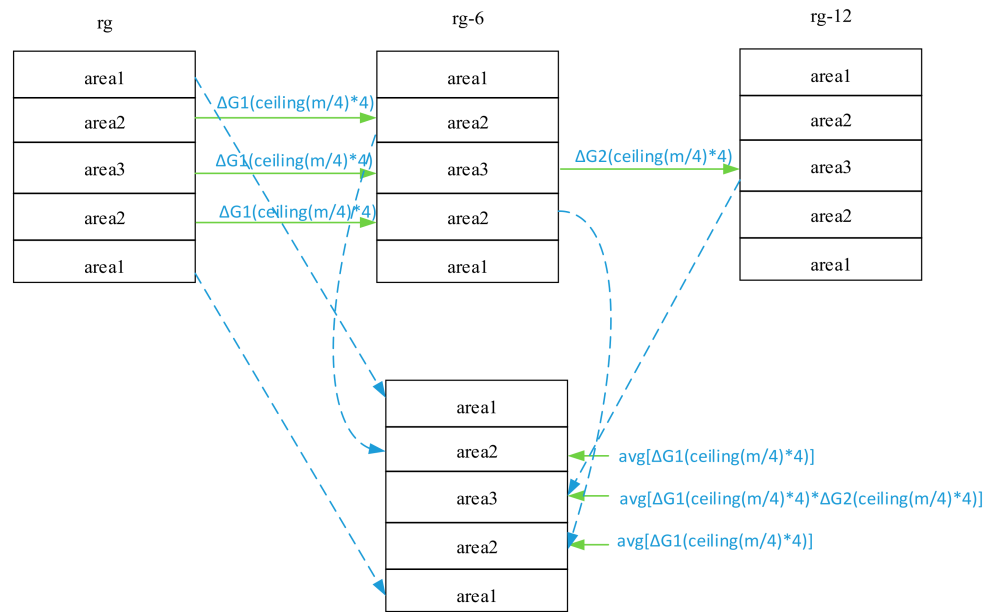 rg
rg-6
rg-12
area1
area2
area3
area2
area1
ΔG1(ceiling(m/4)*4)
ΔG1(ceiling(m/4)*4)
ΔG1(ceiling(m/4)*4)
area1
area2
area3
area2
area1
ΔG2(ceiling(m/4)*4)
area1
area2
area3
area2
area1
area1
area2
area3
area2
area1
avg[ΔG1(ceiling(m/4)*4)]
avg[ΔG1(ceiling(m/4)*4)*ΔG2(ceiling(m/4)*4)]
avg[ΔG1(ceiling(m/4)*4)]